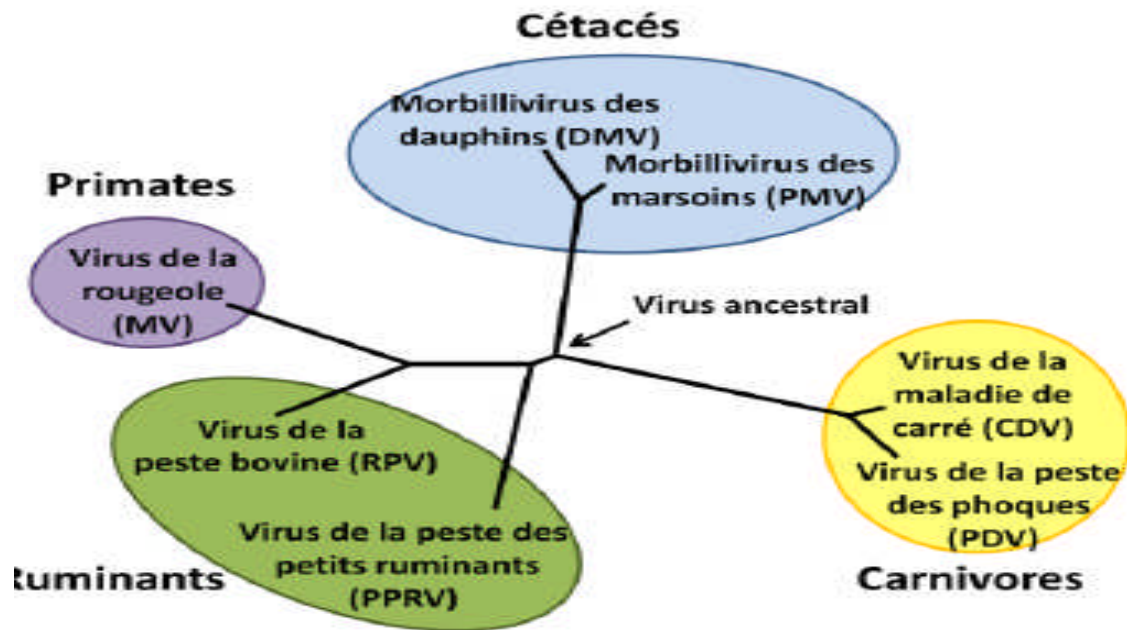 Cétacés
Morbillivirus des
dauphins (DMV)
Morbillivirus des
marsoins (PMV)
Primates
Virus de la
rougeole
(MV)
Virus ancestral
Virus de la
maladie de
carré (CDV)
Virus de la peste
des phoques
(PDV)
Carnivores
Virus de la
peste bovine (RPV)
Virus de la peste des
petits ruminants
(PPRV)
Ruminants